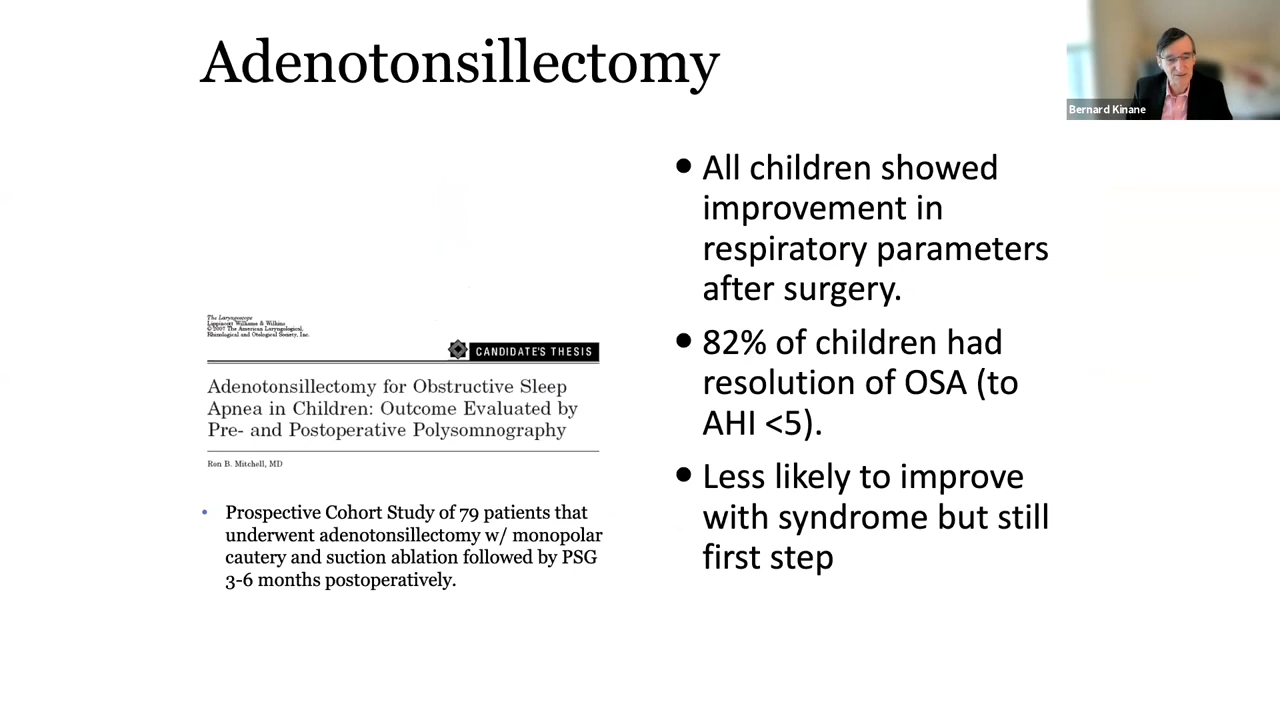 Adenotonsillectomy
Bernard Kinane
The Laryngoscope
Lippincott Williams & Wilkins
© 2007 The American Laryngological,
Rhinological and Otological Society, Inc.
CANDIDATE'S THESIS
Adenotonsillectomy for Obstructive Sleep
Apnea in Children: Outcome Evaluated by
Pre- and Postoperative Polysomnography
Ron B. Mitchell, MD
• Prospective Cohort Study of 79 patients that
underwent adenotonsillectomy w/ monopolar
cautery and suction ablation followed by PSG
3-6 months postoperatively.
• All children showed
improvement in
respiratory parameters
after surgery.
• 82% of children had
resolution of OSA (to
AHI <5).
• Less likely to improve
with syndrome but still
first step